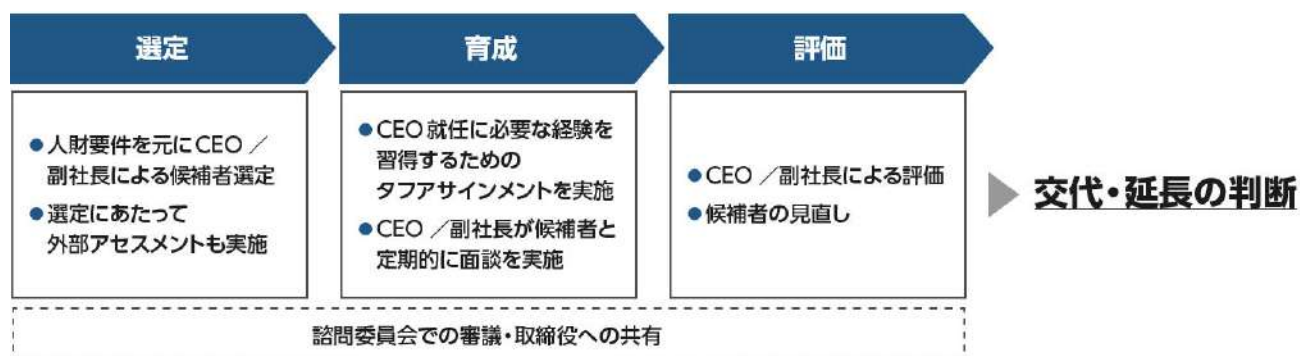 選定
●人財要件を元にCEO／
副社長による候補者選定
●選定にあたって
外部アセスメントも実施
育成
●CEO就任に必要な経験を
習得するための
タフアサインメントを実施
●CEO／副社長が候補者と
定期的に面談を実施
評価
●CEO／副社長による評価
●候補者の見直し
交代・延長の判断
諮問委員会での審議・取締役への共有